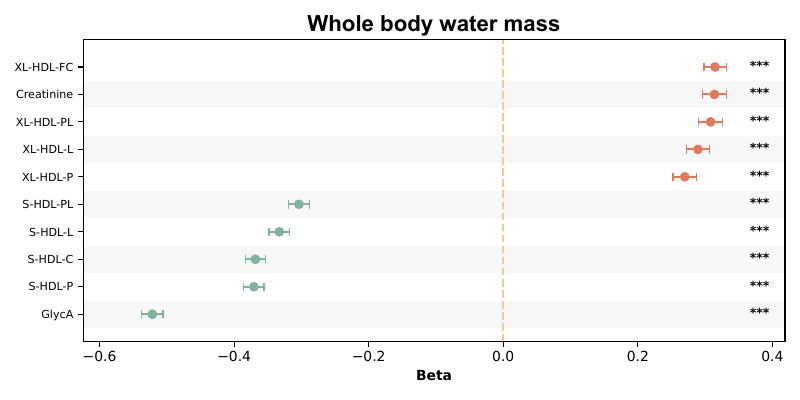 Whole body water mass
XL-HDL-FC ***
Creatinine ***
XL-HDL-PL ***
XL-HDL-L ***
XL-HDL-P ***
S-HDL-PL ***
S-HDL-L ***
S-HDL-C ***
S-HDL-P ***
GlycA ***
−0.6 −0.4 −0.2 0.0 0.2 0.4
Beta